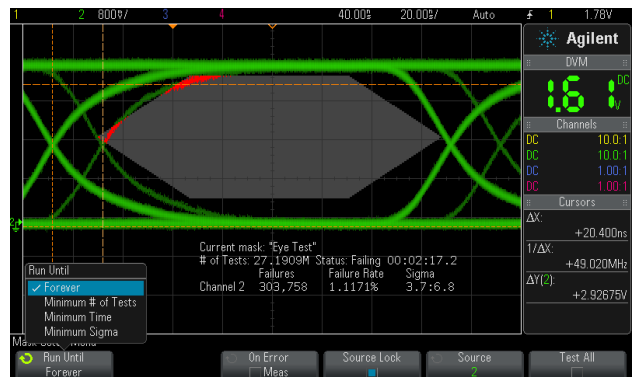 1 2 800♉/ 3 4 40.00s 20.00s/ Auto 1 1.78V
Agilent
DVM
1.61 DC V
Channels
DC 10.0:1
DC 10.0:1
DC 1.00:1
DC 1.00:1
Cursors
ΔX:
+20.400ns
1/ΔX:
+49.020MHz
ΔY(2):
+2.92675V
2
Current mask: "Eye Test"
# of Tests: 27.1909M Status: Failing 00:02:17.2
Failures Failure Rate Sigma
Channel 2 303,758 1.1171% 3.7:6.8
Run Until
✓ Forever
Minimum # of Tests
Minimum Time
Minimum Sigma
Run Until
Forever
On Error
Meas
Source Lock
Source
2
Test All